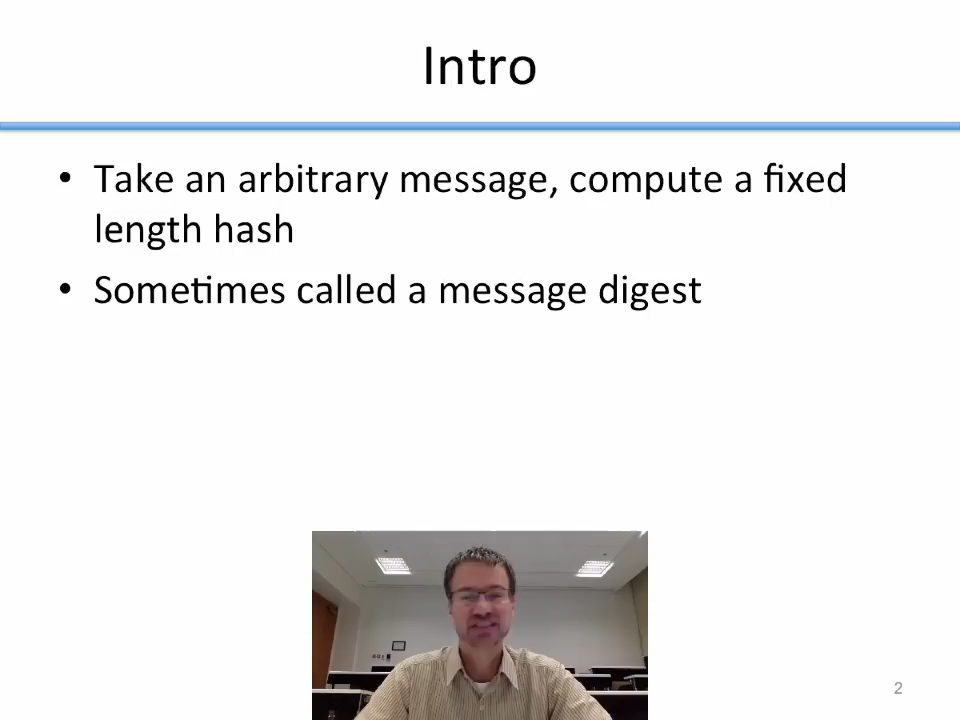 Intro
• Take an arbitrary message, compute a fixed
length hash
• Sometimes called a message digest
2